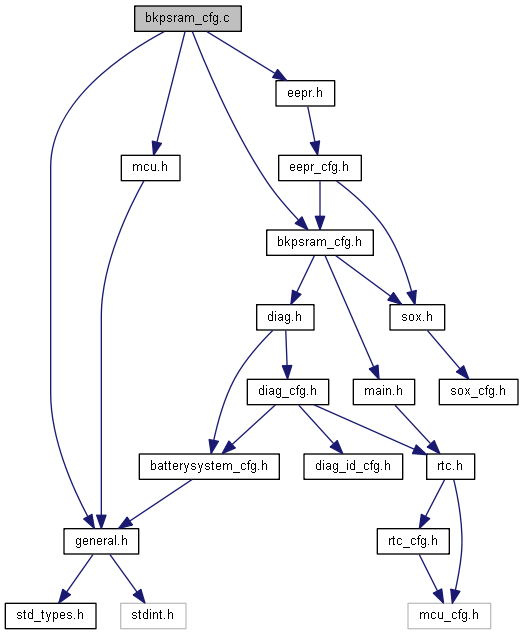 bkpsram_cfg.c
eepr.h
mcu.h
eepr_cfg.h
bkpsram_cfg.h
diag.h
sox.h
diag_cfg.h
main.h
sox_cfg.h
batterysystem_cfg.h
diag_id_cfg.h
rtc.h
general.h
rtc_cfg.h
std_types.h
stdint.h
mcu_cfg.h